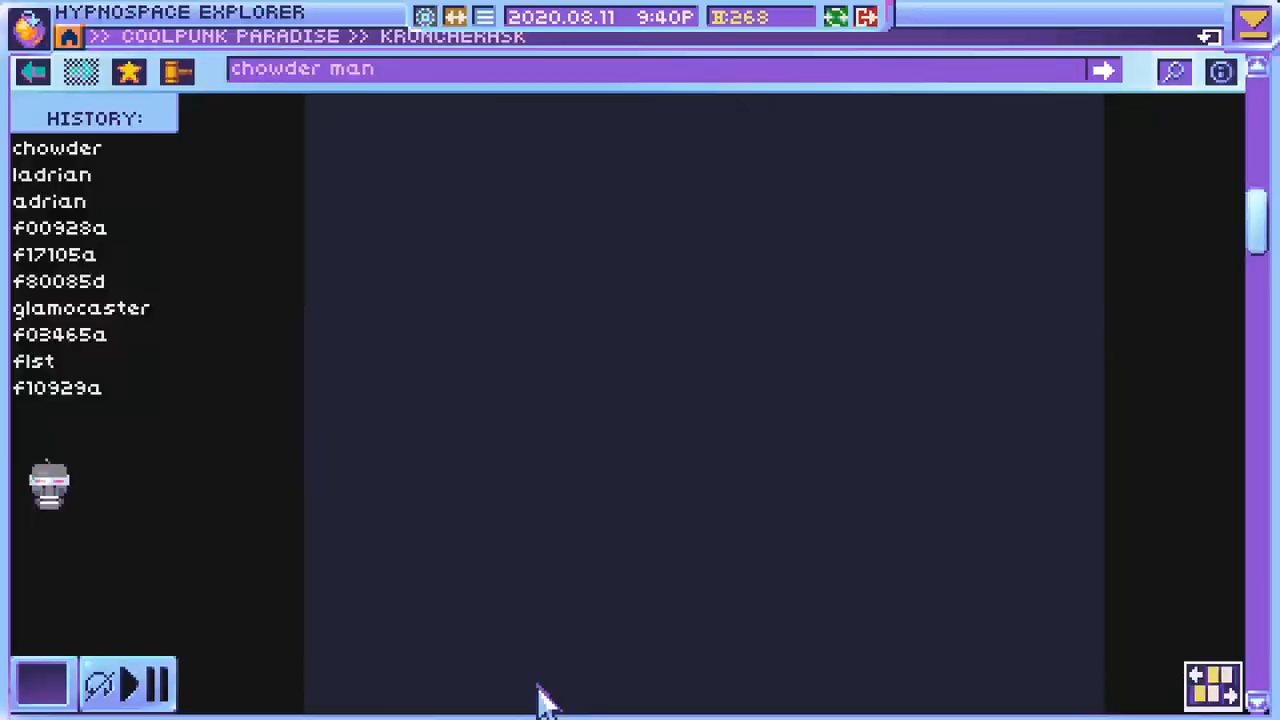 HYPNOSPACE EXPLORER
2020.08.11 9:40P
268
>> COOLPUNK PARADISE >> KRUNCHERASK
chowder man
HISTORY:
chowder
ladrian
adrian
f00928a
f17105a
f80085d
glamocaster
f03465a
flst
f10929a